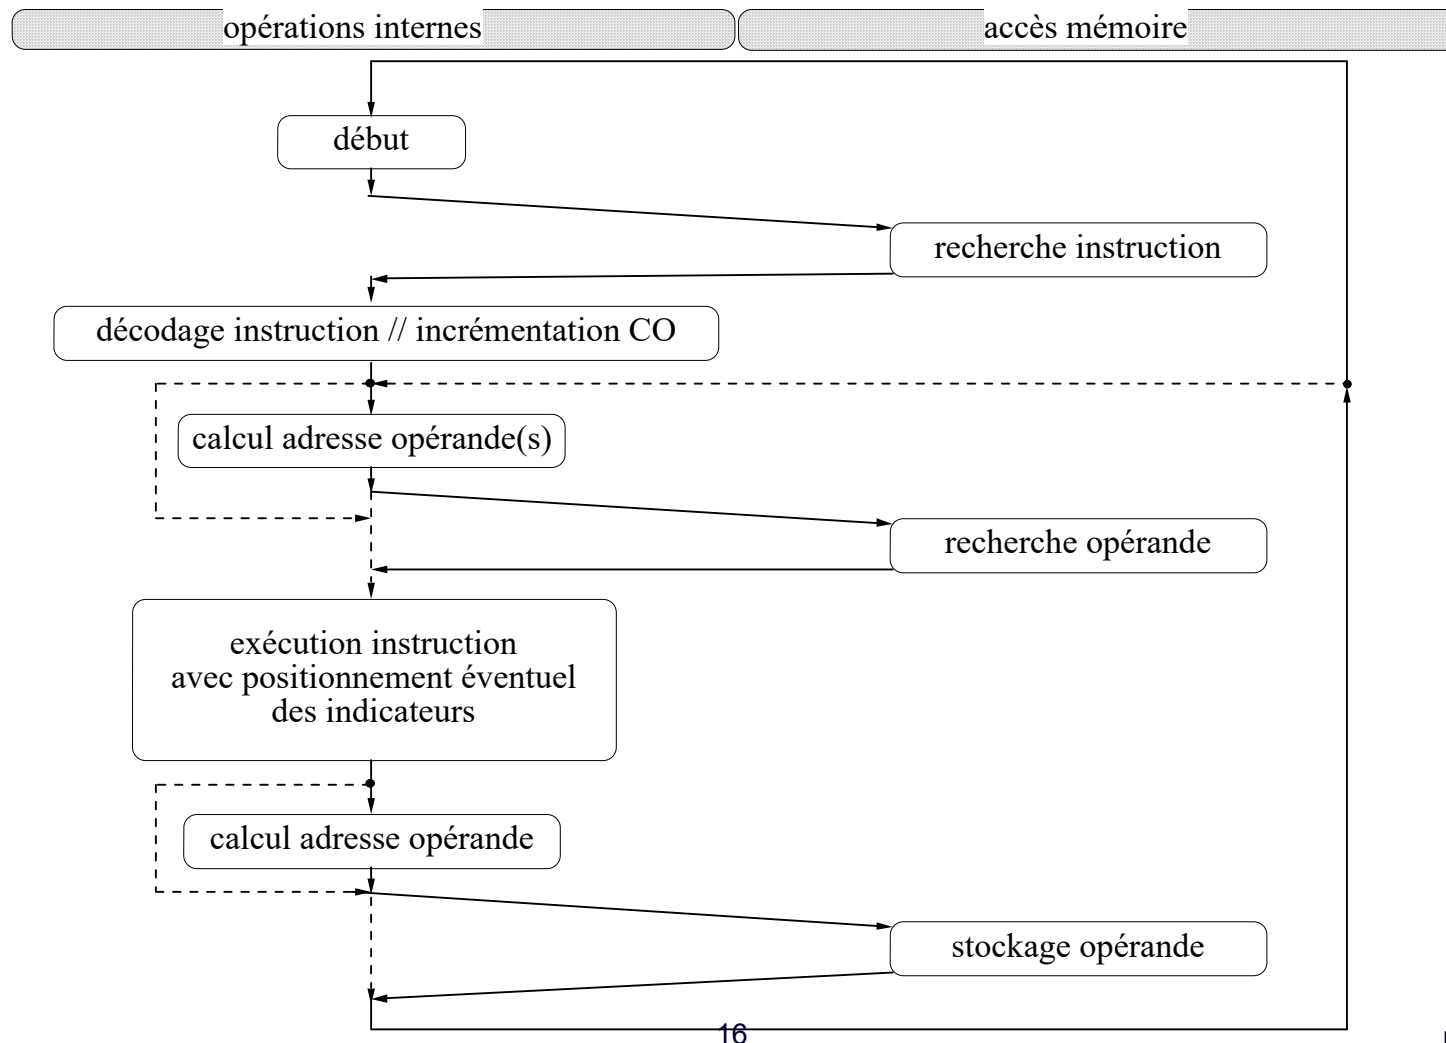 opérations internes
accès mémoire
début
recherche instruction
décodage instruction // incrémentation CO
calcul adresse opérande(s)
recherche opérande
exécution instruction
avec positionnement éventuel
des indicateurs
calcul adresse opérande
stockage opérande
16